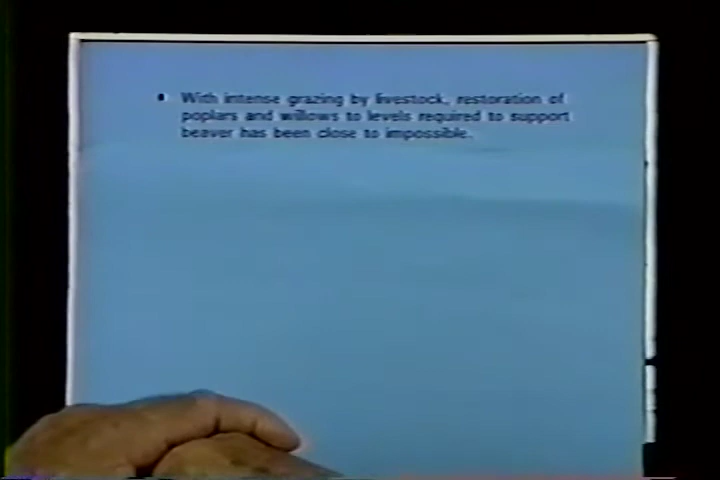 • With intense grazing by livestock, restoration of
poplars and willows to levels required to support
beaver has been close to impossible.